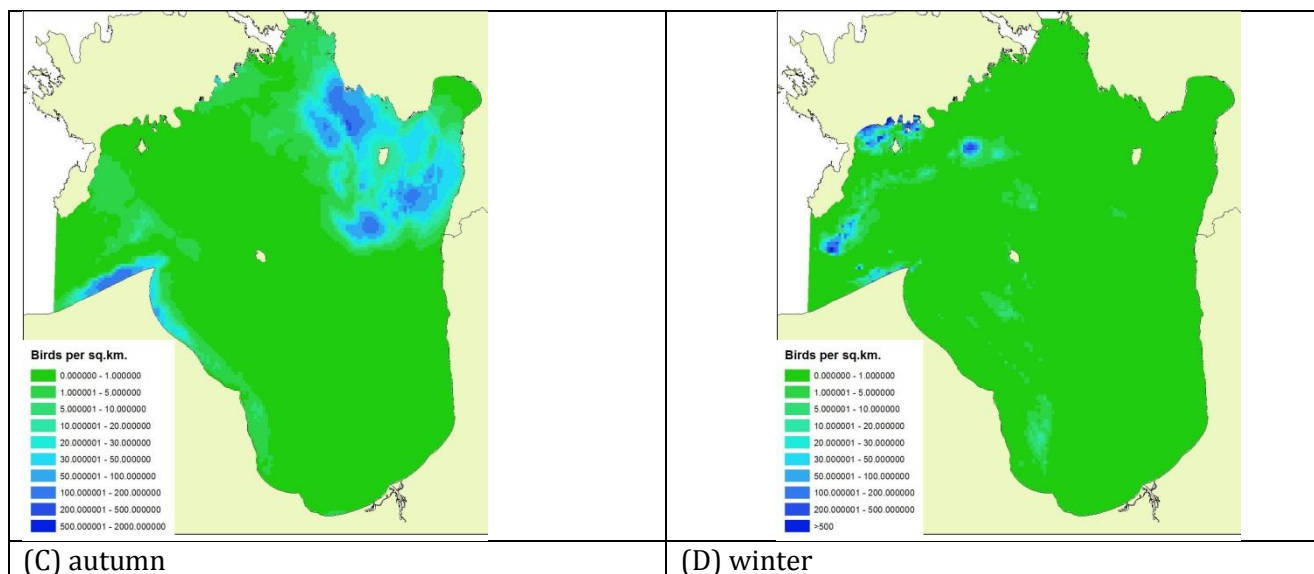 Birds per sq.km.
0.000000 - 1.000000
1.000001 - 5.000000
5.000001 - 10.000000
10.000001 - 20.000000
20.000001 - 30.000000
30.000001 - 50.000000
50.000001 - 100.000000
100.000001 - 200.000000
200.000001 - 500.000000
500.000001 - 2000.000000
(C) autumn
Birds per sq.km.
0.000000 - 1.000000
1.000001 - 5.000000
5.000001 - 10.000000
10.000001 - 20.000000
20.000001 - 30.000000
30.000001 - 50.000000
50.000001 - 100.000000
100.000001 - 200.000000
200.000001 - 500.000000
>500
(D) winter